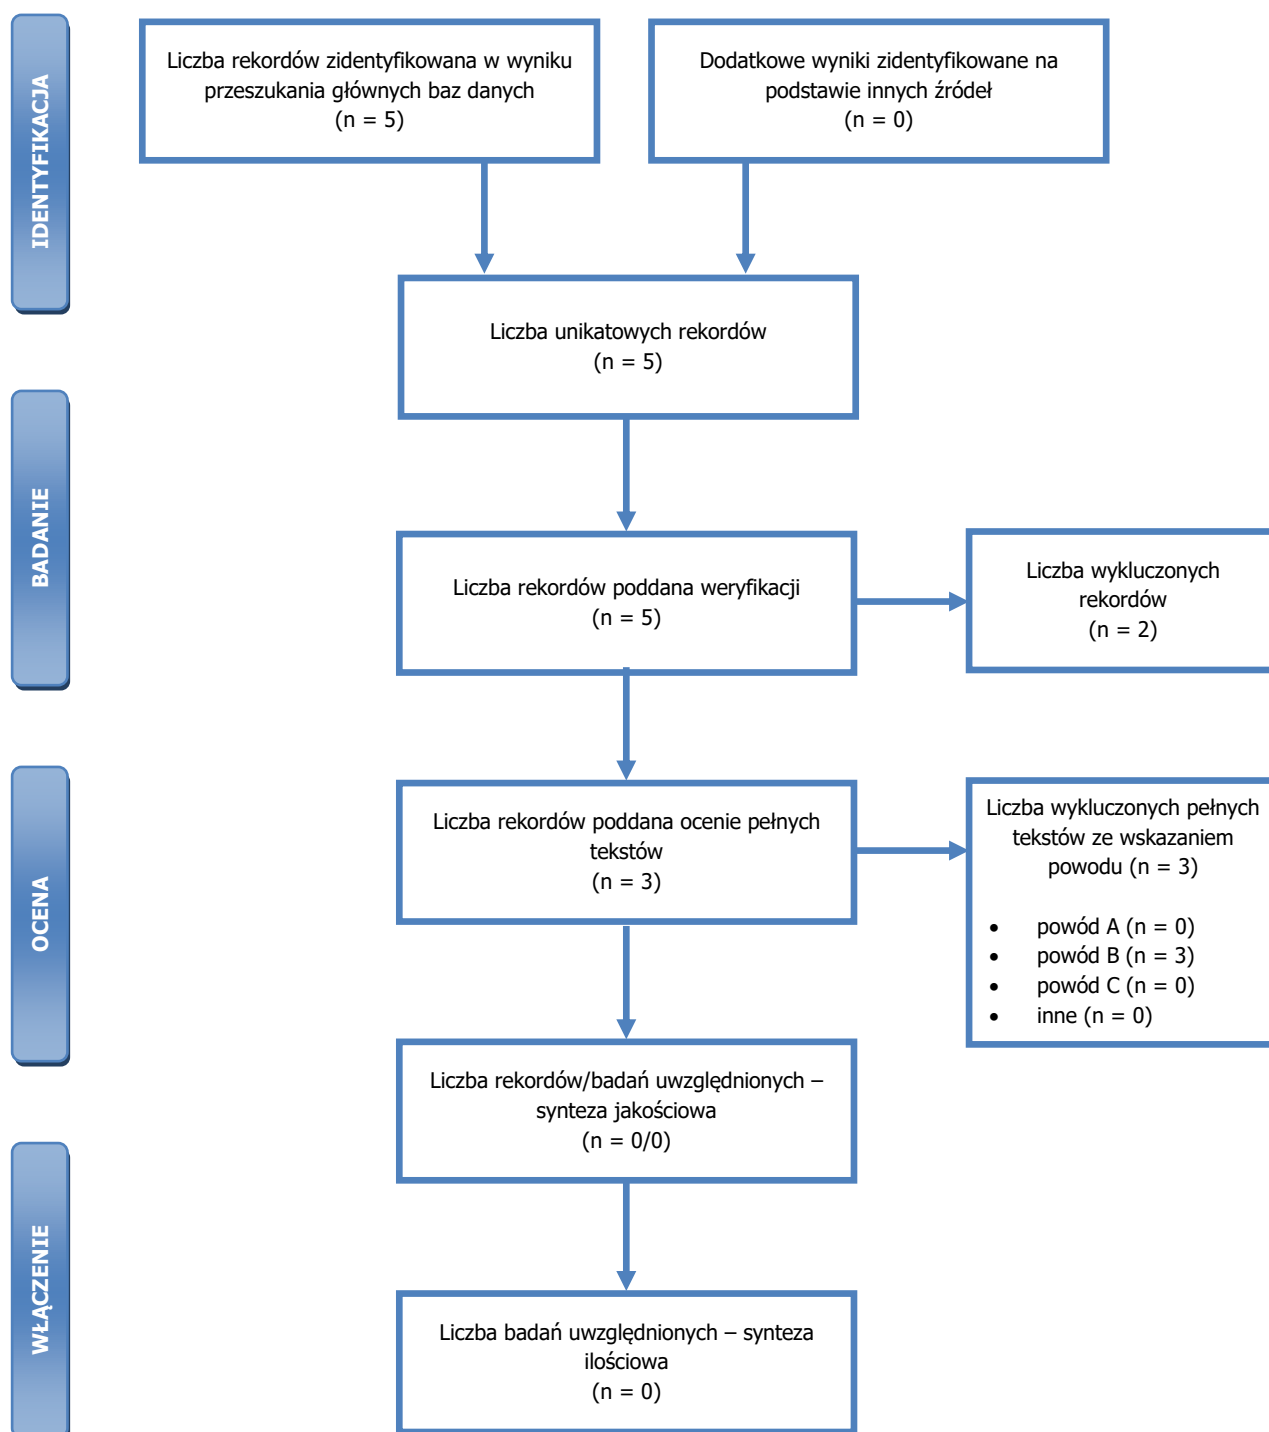 IDENTYFIKACJA
Liczba rekordów zidentyfikowana w wyniku
przeszukania głównych baz danych
(n = 5)
Dodatkowe wyniki zidentyfikowane na
podstawie innych źródeł
(n = 0)
Liczba unikatowych rekordów
(n = 5)
BADANIE
Liczba rekordów poddana weryfikacji
(n = 5)
Liczba wykluczonych
rekordów
(n = 2)
OCENA
Liczba rekordów poddana ocenie pełnych
tekstów
(n = 3)
Liczba wykluczonych pełnych
tekstów ze wskazaniem
powodu (n = 3)
• powód A (n = 0)
• powód B (n = 3)
• powód C (n = 0)
• inne (n = 0)
Liczba rekordów/badań uwzględnionych –
synteza jakościowa
(n = 0/0)
WŁĄCZENIE
Liczba badań uwzględnionych – synteza
ilościowa
(n = 0)